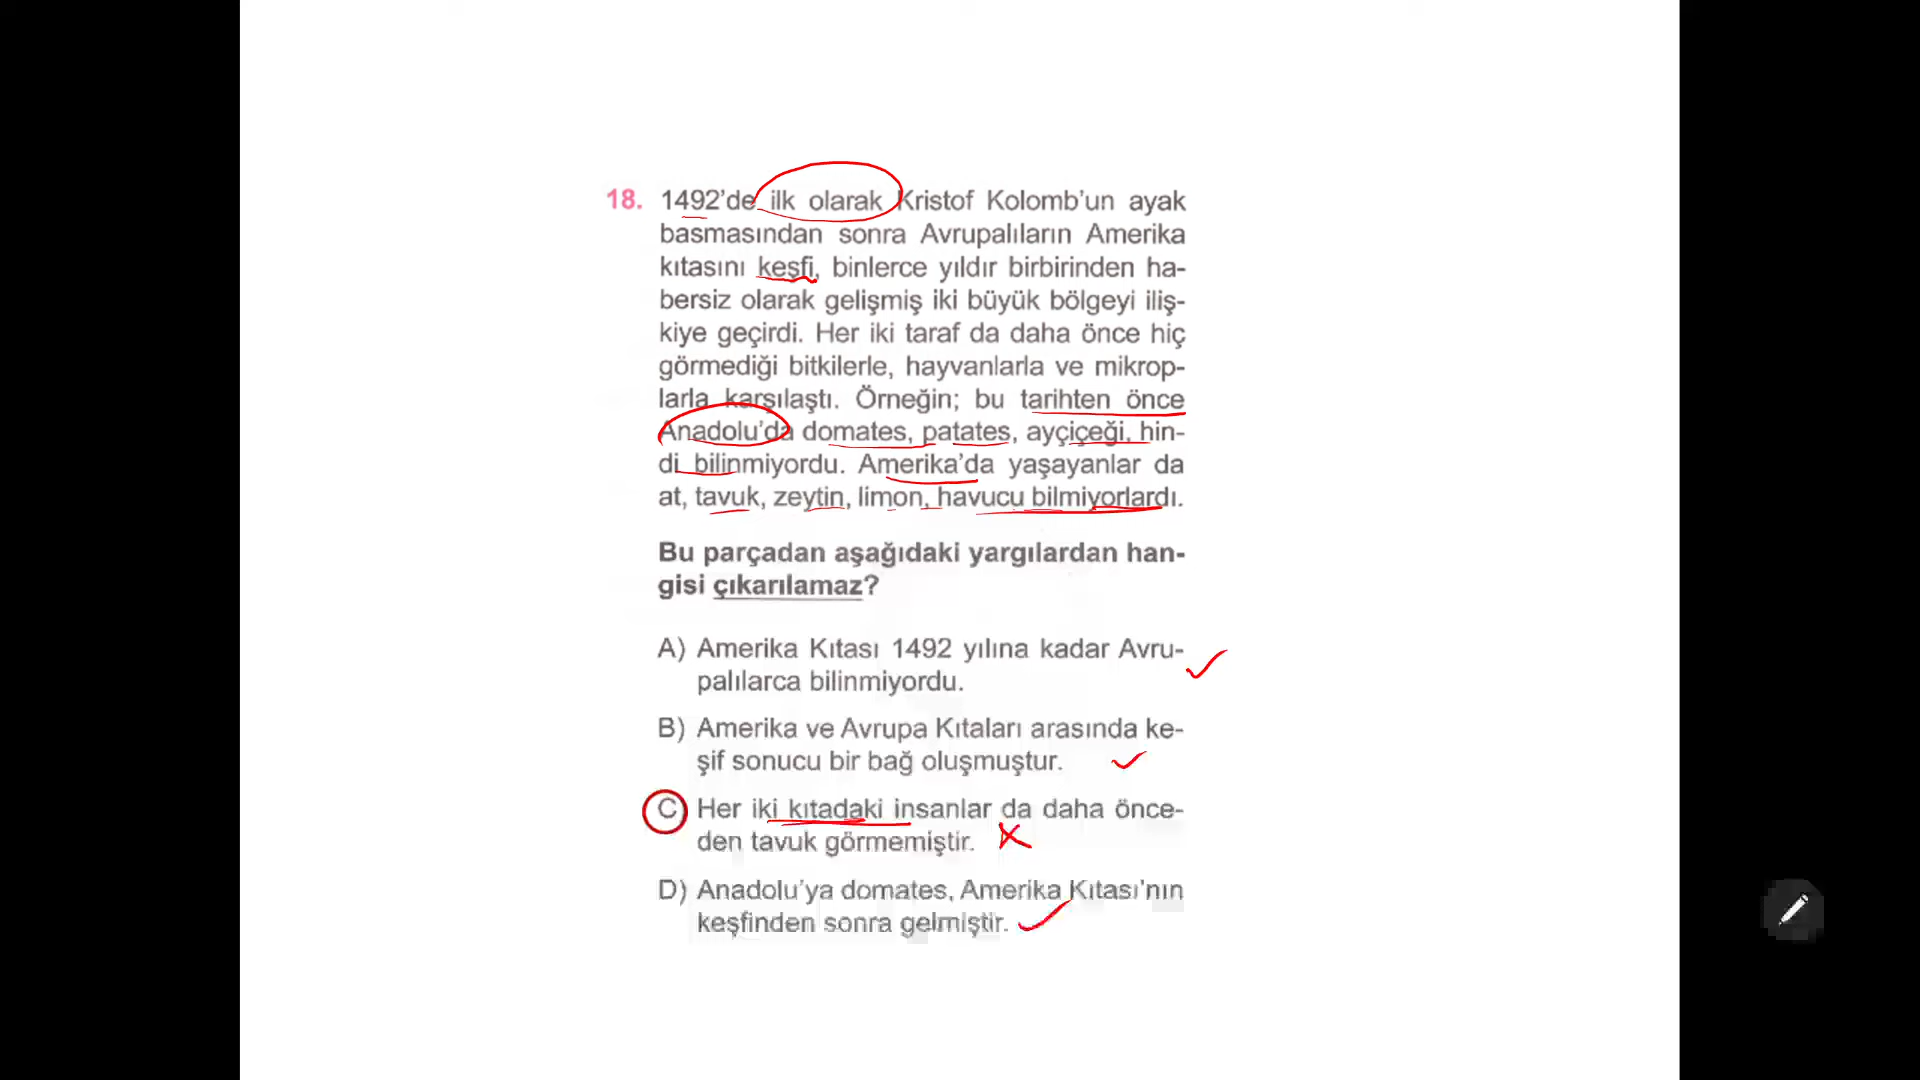 18. 1492’de ilk olarak Kristof Kolomb’un ayak
basmasından sonra Avrupalıların Amerika
kıtasını keşfi, binlerce yıldır birbirinden ha-
bersiz olarak gelişmiş iki büyük bölgeyi iliş-
kiye geçirdi. Her iki taraf da daha önce hiç
görmediği bitkilerle, hayvanlarla ve mikrop-
larla karşılaştı. Örneğin; bu tarihten önce
Anadolu’da domates, patates, ayçiçeği, hin-
di bilinmiyordu. Amerika’da yaşayanlar da
at, tavuk, zeytin, limon, havucu bilmiyorlardı.
Bu parçadan aşağıdaki yargılardan han-
gisi çıkarılamaz?
A) Amerika Kıtası 1492 yılına kadar Avru-
palılarca bilinmiyordu.
B) Amerika ve Avrupa Kıtaları arasında ke-
şif sonucu bir bağ oluşmuştur.
C) Her iki kıtadaki insanlar da daha önce-
den tavuk görmemiştir.
D) Anadolu’ya domates, Amerika Kıtası’nın
keşfinden sonra gelmiştir.